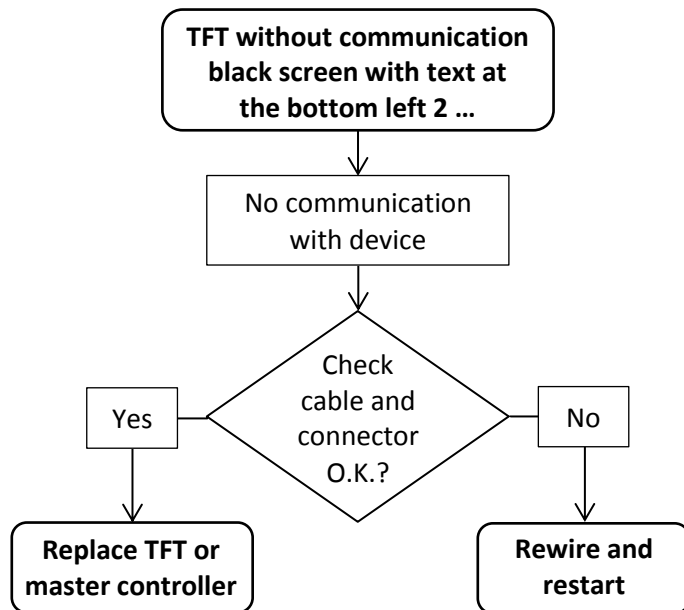 TFT without communication
black screen with text at
the bottom left 2 ...
No communication
with device
Check
cable and
connector
O.K.?
Yes
No
Replace TFT or
master controller
Rewire and
restart